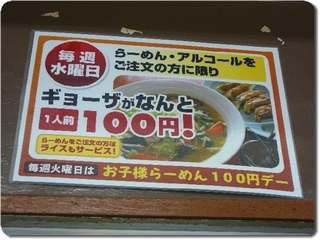 毎週
水曜日
らーめん・アルコールを
ご注文の方に限り
ギョーザがなんと
1人前 100円!
らーめんをご注文の方は
ライスもサービス!
毎週火曜日は お子様らーめん100円デー